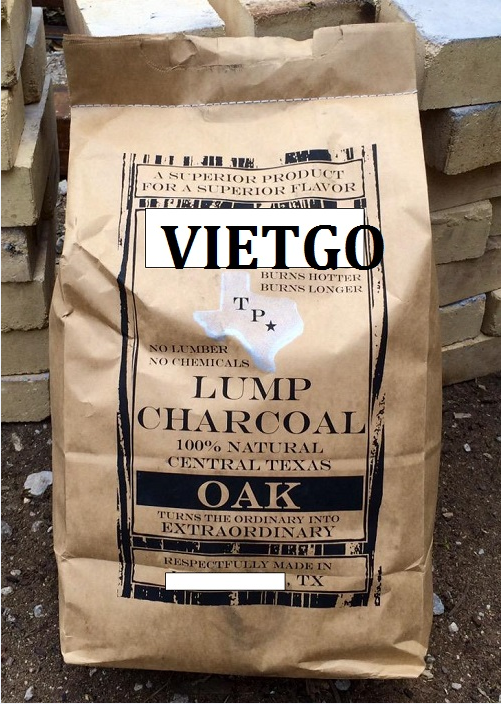 A SUPERIOR PRODUCT
FOR A SUPERIOR FLAVOR
VIETGO
BURNS HOTTER
BURNS LONGER
T P
NO LUMBER
NO CHEMICALS
LUMP
CHARCOAL
100% NATURAL
CENTRAL TEXAS
OAK
TURNS THE ORDINARY INTO
EXTRAORDINARY
RESPECTFULLY MADE IN
, TX